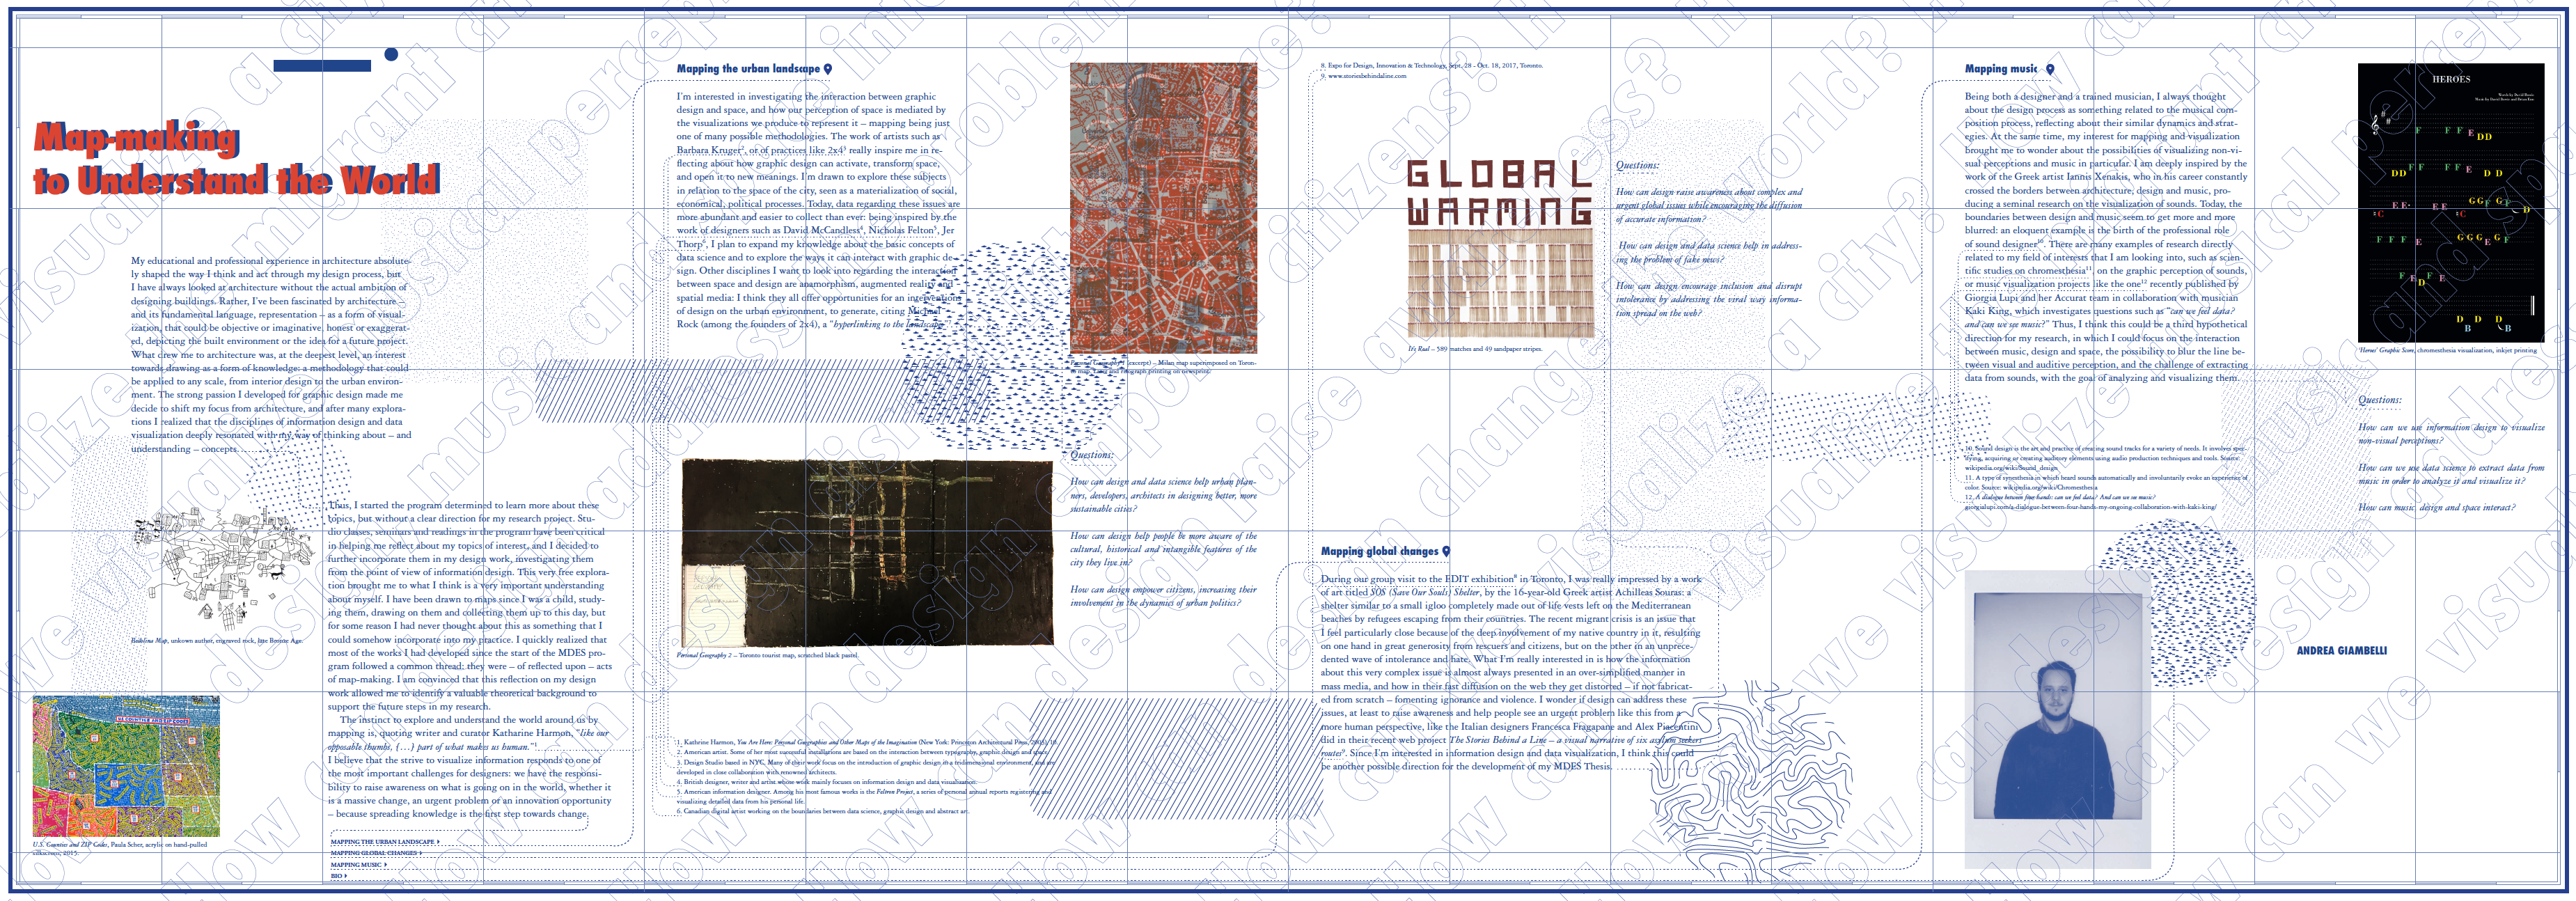 Map-making
to Understand the World
My educational and professional experience in architecture absolute-
ly shaped the way I think and act through my design process, but
I have always looked at architecture without the actual ambition of
designing buildings. Rather, I've been fascinated by architecture –
and its fundamental language, representation – as a form of visual-
ization, that could be objective or imaginative, honest or exaggerat-
ed, depicting the built environment or the idea for a future project.
What drew me to architecture was, at the deepest level, an interest
towards drawing as a form of knowledge: a methodology that could
be applied to any scale, from interior design to the urban environ-
ment. The strong passion I developed for graphic design made me
decide to shift my focus from architecture, and after many explora-
tions I realized that the disciplines of information design and data
visualization deeply resonated with my way of thinking about – and
understanding – concepts.
Bedolina Map, unkown author, engraved rock, late Bronze Age.
U.S. Counties and ZIP Codes, Paula Scher, acrylic on hand-pulled
silkscreen, 2015.
Thus, I started the program determined to learn more about these
topics, but without a clear direction for my research project. Stu-
dio classes, seminars and readings in the program have been critical
in helping me reflect about my topics of interest, and I decided to
further incorporate them in my design work, investigating them
from the point of view of information design. This very free explora-
tion brought me to what I think is a very important understanding
about myself. I have been drawn to maps since I was a child, study-
ing them, drawing on them and collecting them up to this day, but
for some reason I had never thought about this as something that I
could somehow incorporate into my practice. I quickly realized that
most of the works I had developed since the start of the MDES pro-
gram followed a common thread: they were – of reflected upon – acts
of map-making. I am convinced that this reflection on my design
work allowed me to identify a valuable theoretical background to
support the future steps in my research.
The instinct to explore and understand the world around us by
mapping is, quoting writer and curator Katharine Harmon, "like our
opposable thumbs, {…} part of what makes us human."1
I believe that the strive to visualize information responds to one of
the most important challenges for designers: we have the responsi-
bility to raise awareness on what is going on in the world, whether it
is a massive change, an urgent problem or an innovation opportunity
– because spreading knowledge is the first step towards change.
MAPPING THE URBAN LANDSCAPE
MAPPING GLOBAL CHANGES
MAPPING MUSIC
BIO
Mapping the urban landscape
I'm interested in investigating the interaction between graphic
design and space, and how our perception of space is mediated by
the visualizations we produce to represent it – mapping being just
one of many possible methodologies. The work of artists such as
Barbara Kruger2, or of practices like 2x43 really inspire me in re-
flecting about how graphic design can activate, transform space,
and open it to new meanings. I'm drawn to explore these subjects
in relation to the space of the city, seen as a materialization of social,
economical, political processes. Today, data regarding these issues are
more abundant and easier to collect than ever: being inspired by the
work of designers such as David McCandless4, Nicholas Felton5, Jer
Thorp6, I plan to expand my knowledge about the basic concepts of
data science and to explore the ways it can interact with graphic de-
sign. Other disciplines I want to look into regarding the interaction
between space and design are anamorphism, augmented reality and
spatial media: I think they all offer opportunities for an interventions
of design on the urban environment, to generate, citing Michael
Rock (among the founders of 2x4), a "hyperlinking to the landscape"
(excerpt) – Milan map superimposed on Toron-
Personal Geography 2 – Toronto tourist map, scratched black pastel.
Questions:
How can design and data science help urban plan-
ners, developers, architects in designing better, more
sustainable cities?
How can design help people be more aware of the
cultural, historical and intangible features of the
city they live in?
How can design empower citizens, increasing their
involvement in the dynamics of urban politics?
1. Kathrine Harmon, You Are Here: Personal Geographies and Other Maps of the Imagination (New York: Princeton Architectural Press, 2003), 10.
2. American artist. Some of her most successful installations are based on the interaction between typography, graphic design and space.
3. Design Studio based in NYC. Many of their work focus on the introduction of graphic design in a tridimensional environment, and are
developed in close collaboration with renowned architects.
4. British designer, writer and artist whose work mainly focuses on information design and data visualization.
5. American information designer. Among his most famous works is the Feltron Project, a series of personal annual reports registering and
visualizing detailed data from his personal life.
6. Canadian digital artist working on the boundaries between data science, graphic design and abstract art.
8. Expo for Design, Innovation & Technology, Sept. 28 - Oct. 18, 2017, Toronto.
9. www.storiesbehindaline.com
GLOBAL
WARMING
It's Real – 589 matches and 49 sandpaper stripes.
Questions:
How can design raise awareness about complex and
urgent global issues while encouraging the diffusion
of accurate information?
How can design and data science help in address-
ing the problem of fake news?
How can design encourage inclusion and disrupt
intolerance by addressing the viral way informa-
tion spread on the web?
Mapping global changes
During our group visit to the EDIT exhibition8 in Toronto, I was really impressed by a work
of art titled SOS (Save Our Souls) Shelter, by the 16-year-old Greek artist Achilleas Souras: a
shelter similar to a small igloo completely made out of life vests left on the Mediterranean
beaches by refugees escaping from their countries. The recent migrant crisis is an issue that
I feel particularly close because of the deep involvement of my native country in it, resulting
on one hand in great generosity from rescuers and citizens, but on the other in an unprece-
dented wave of intolerance and hate. What I'm really interested in is how the information
about this very complex issue is almost always presented in an over-simplified manner in
mass media, and how in their fast diffusion on the web they get distorted – if not fabricat-
ed from scratch – fomenting ignorance and violence. I wonder if design can address these
issues, at least to raise awareness and help people see an urgent problem like this from a
more human perspective, like the Italian designers Francesca Fragapane and Alex Piacentini
did in their recent web project The Stories Behind a Line – a visual narrative of six asylum seekers
routes9. Since I'm interested in information design and data visualization, I think this could
be another possible direction for the development of my MDES Thesis.
Mapping music
Being both a designer and a trained musician, I always thought
about the design process as something related to the musical com-
position process, reflecting about their similar dynamics and strat-
egies. At the same time, my interest for mapping and visualization
brought me to wonder about the possibilities of visualizing non-vi-
sual perceptions and music in particular. I am deeply inspired by the
work of the Greek artist Iannis Xenakis, who in his career constantly
crossed the borders between architecture, design and music, pro-
ducing a seminal research on the visualization of sounds. Today, the
boundaries between design and music seem to get more and more
blurred: an eloquent example is the birth of the professional role
of sound designer10. There are many examples of research directly
related to my field of interests that I am looking into, such as scien-
tific studies on chromesthesia11, on the graphic perception of sounds,
or music visualization projects like the one12 recently published by
Giorgia Lupi and her Accurat team in collaboration with musician
Kaki King, which investigates questions such as "can we feel data?
and can we see music?" Thus, I think this could be a third hypothetical
direction for my research, in which I could focus on the interaction
between music, design and space, the possibility to blur the line be-
tween visual and auditive perception, and the challenge of extracting
data from sounds, with the goal of analyzing and visualizing them.
10. Sound design is the art and practice of creating sound tracks for a variety of needs. It involves spec-
ifying, acquiring or creating auditory elements using audio production techniques and tools. Source:
wikipedia.org/wiki/Sound_design
11. A type of synesthesia in which heard sounds automatically and involuntarily evoke an experience of
color. Source: wikipedia.org/wiki/Chromesthesia
12. A dialogue between four hands: can we feel data? And can we see music?
giorgialupi.com/a-dialogue-between-four-hands-my-ongoing-collaboration-with-kaki-king/
HEROES
'Heroes' Graphic Score, chromesthesia visualization, inkjet printing
Questions:
How can we use information design to visualize
non-visual perceptions?
How can we use data science to extract data from
music in order to analyze it and visualize it?
How can music design and space interact?
ANDREA GIAMBELLI